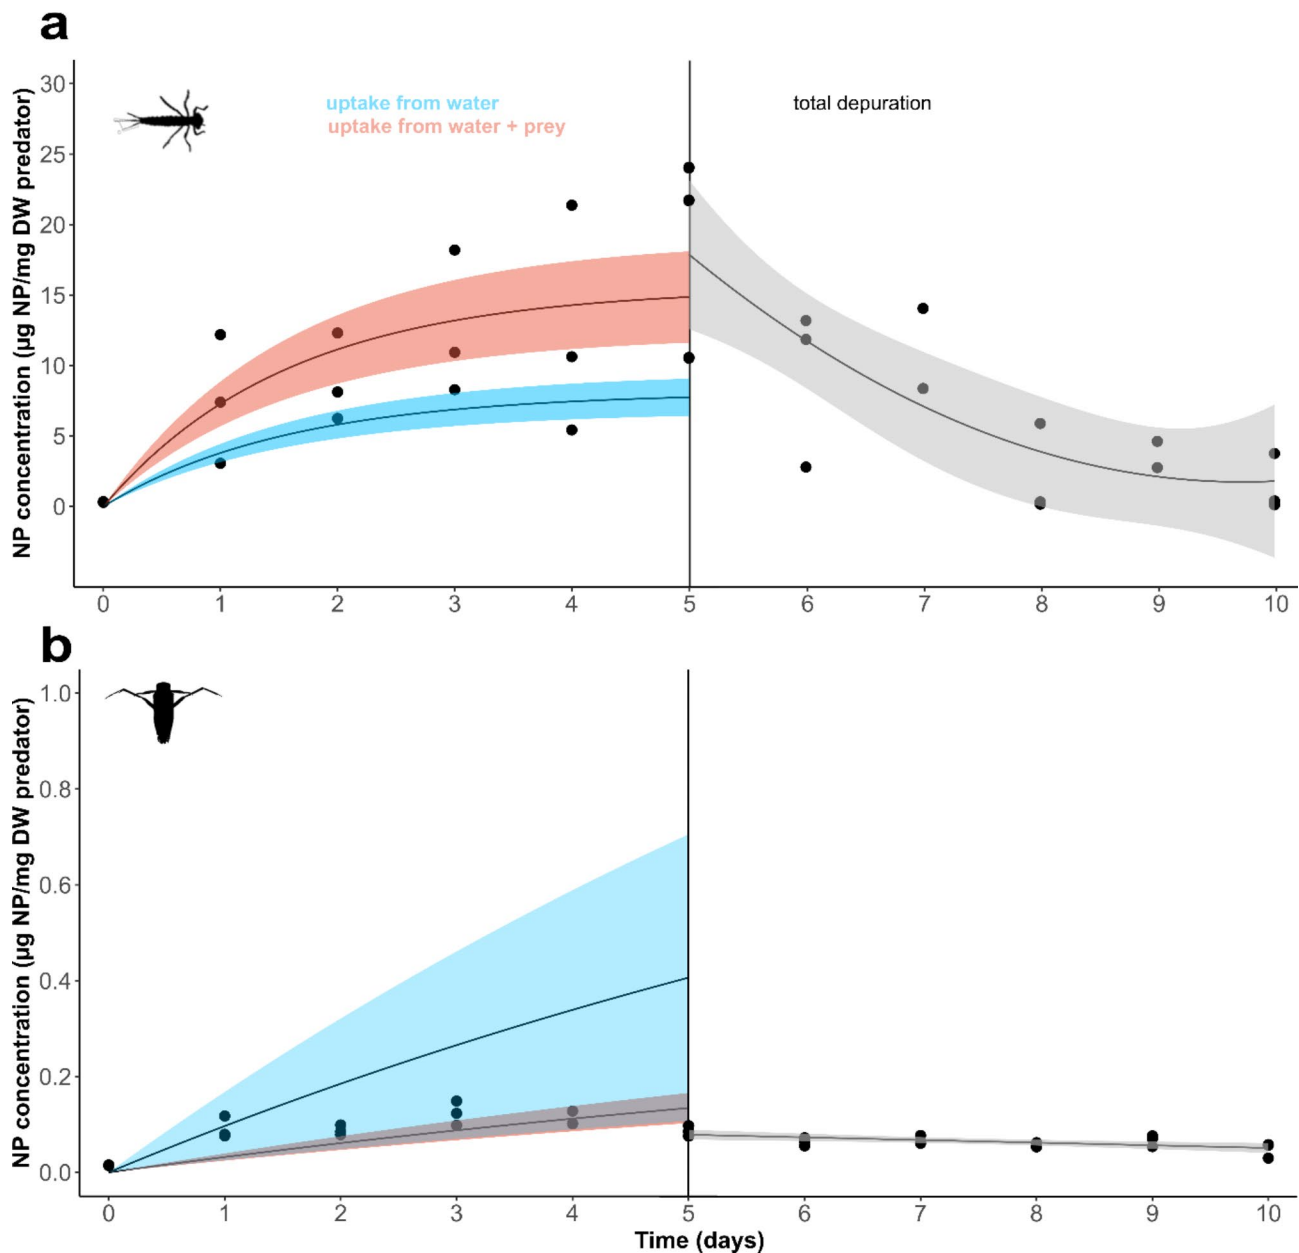 a
NP concentration (µg NP/mg DW predator)
30
25
20
15
10
5
0
uptake from water
uptake from water + prey
total depuration
0 1 2 3 4 5 6 7 8 9 10
b
NP concentration (µg NP/mg DW predator)
1.0
0.8
0.6
0.4
0.2
0.0
0 1 2 3 4 5 6 7 8 9 10
Time (days)